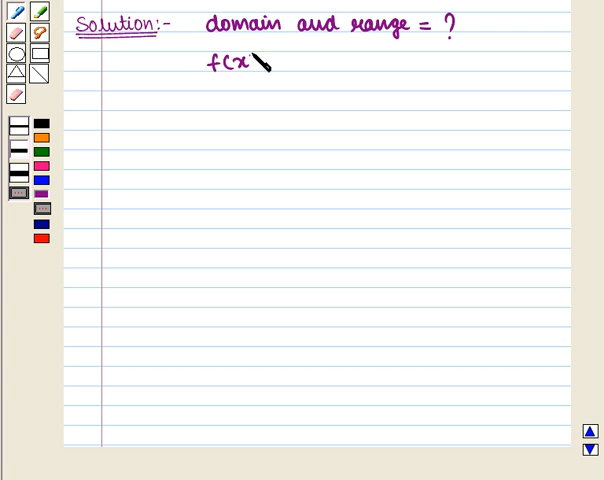 Solution:- domain and range = ?
f(x